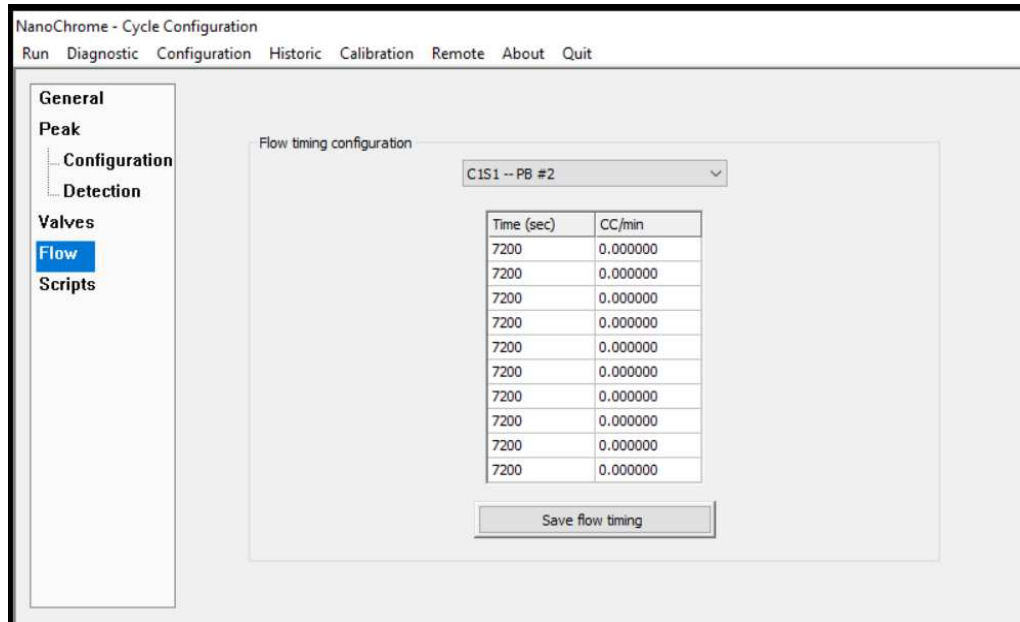 NanoChrome - Cycle Configuration
Run Diagnostic Configuration Historic Calibration Remote About Quit
General
Peak
Configuration
Detection
Valves
Flow
Scripts
Flow timing configuration
C1S1 -- PB #2
Time (sec) CC/min
7200 0.000000
7200 0.000000
7200 0.000000
7200 0.000000
7200 0.000000
7200 0.000000
7200 0.000000
7200 0.000000
7200 0.000000
7200 0.000000
Save flow timing